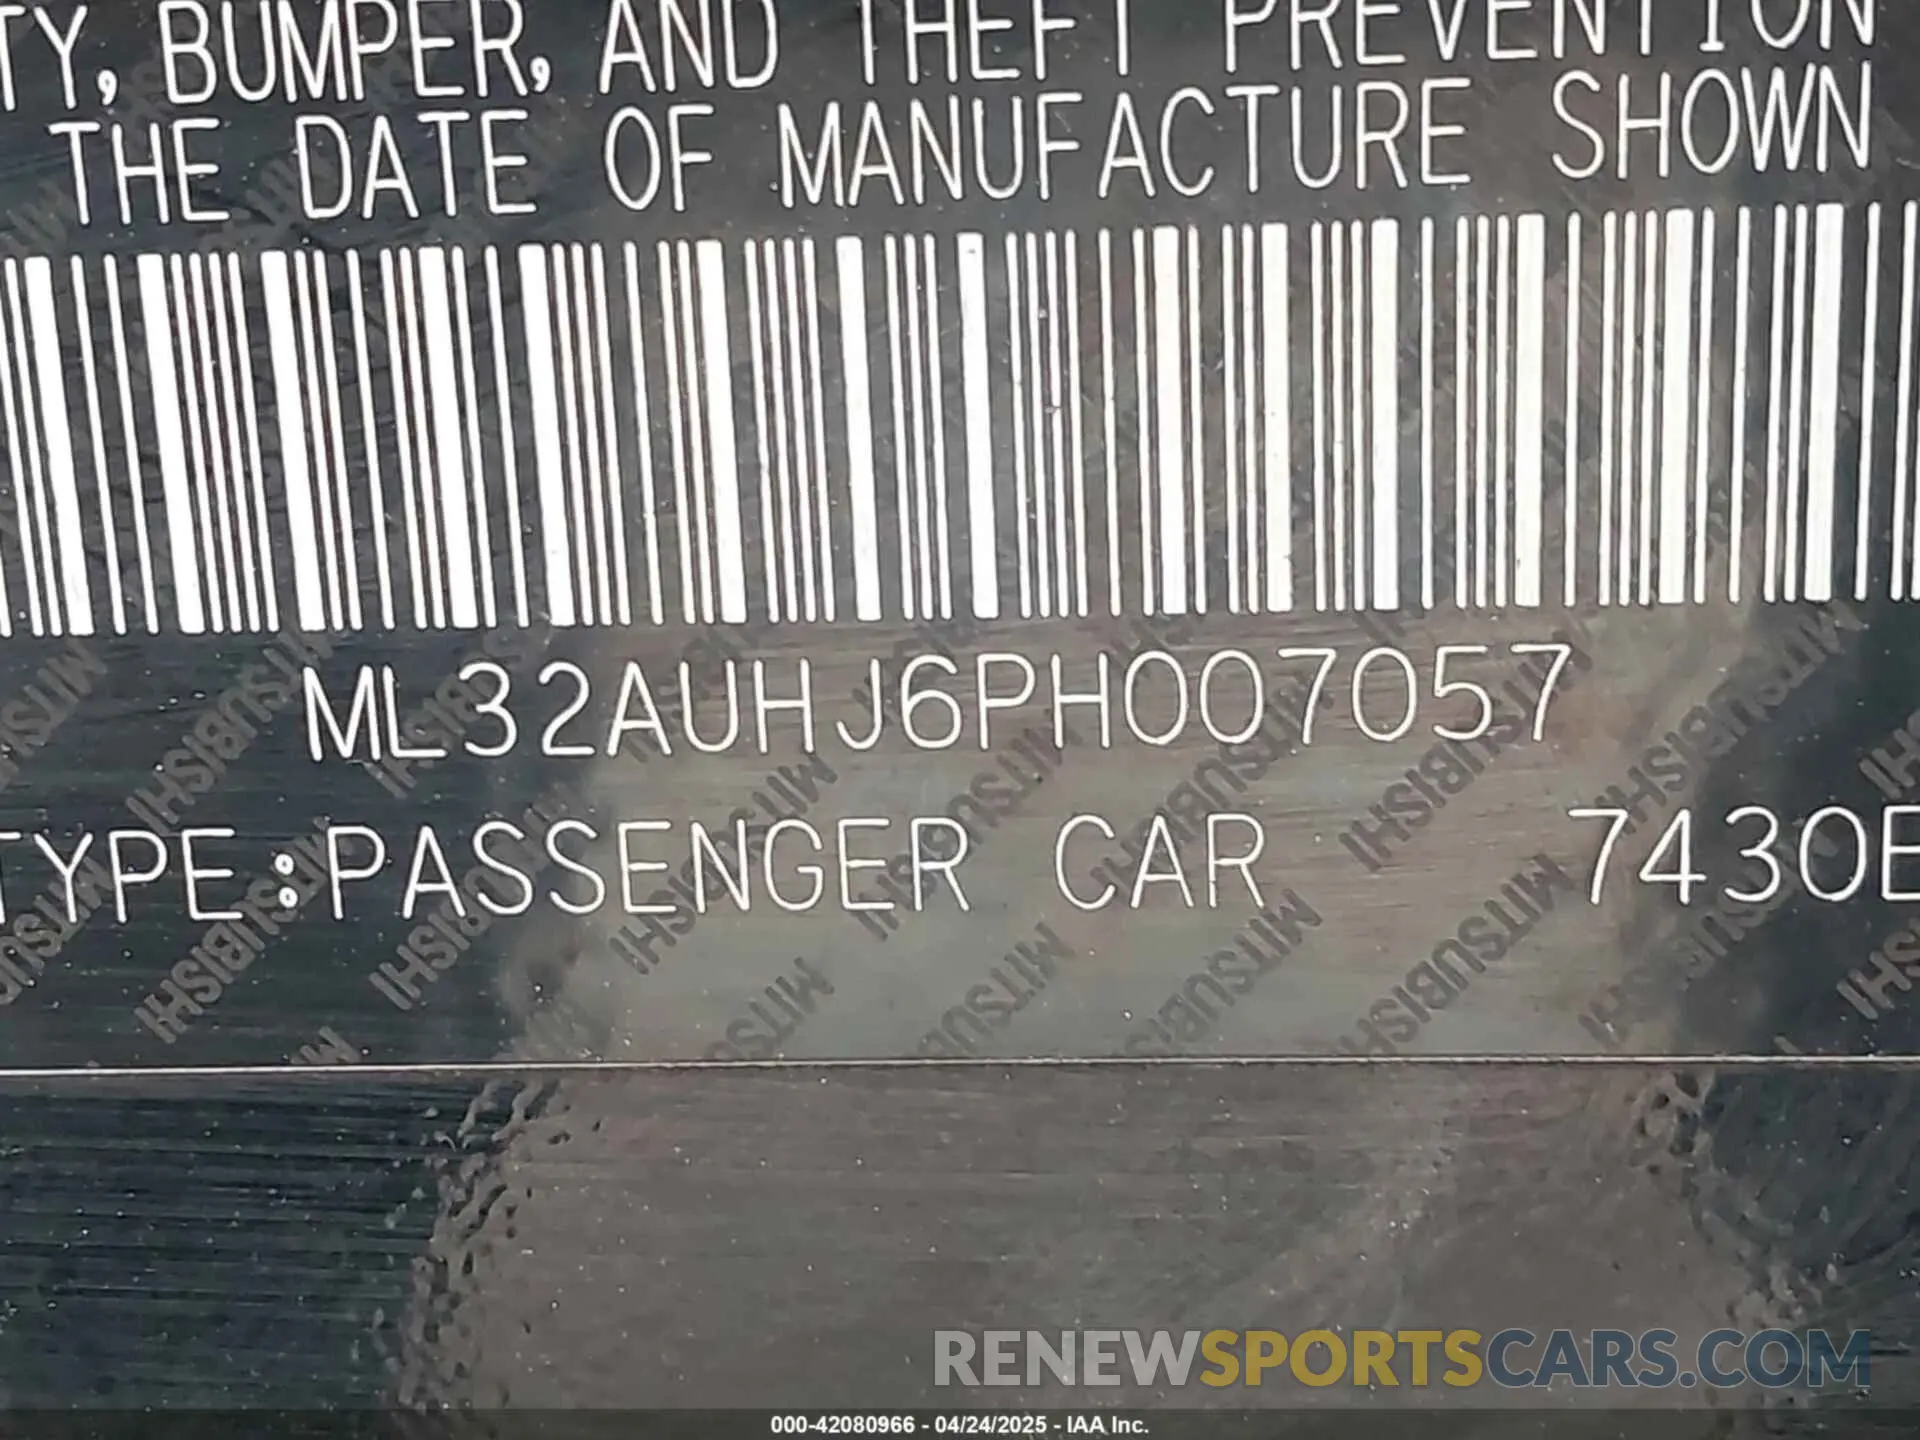 TY, BUMPER, AND THEFT PREVENTION
THE DATE OF MANUFACTURE SHOWN
ML32AUHJ6PH007057
TYPE:PASSENGER CAR 7430E
MITSUBISHI
RENEWSPORTSCARS.COM
000-42080966 - 04/24/2025 - IAA Inc.